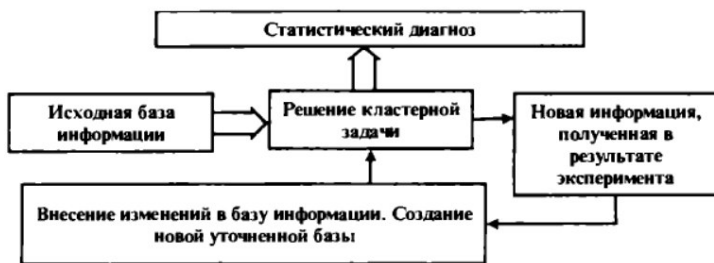 Статистический диагноз
Исходная база
информации
Решение кластерной
задачи
Новая информация,
полученная в
результате
эксперимента
Внесение изменений в базу информации. Создание
новой уточненной базы